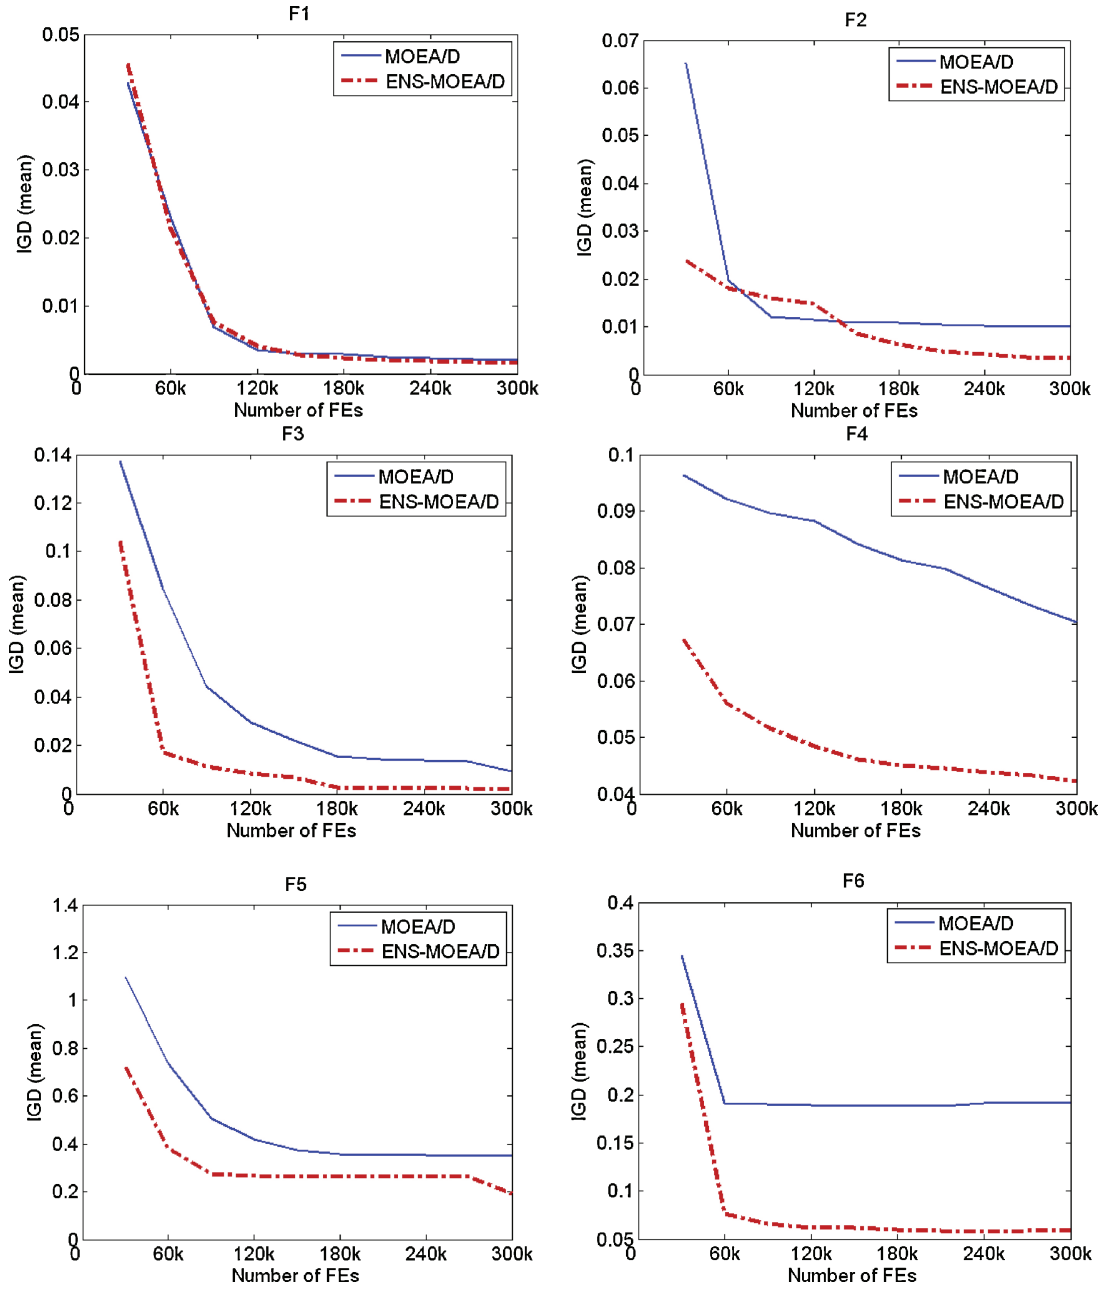 F1
0.05
0.04
0.03
0.02
0.01
0
IGD (mean)
MOEA/D
ENS-MOEA/D
0 60k 120k 180k 240k 300k
Number of FEs
F2
0.07
0.06
0.05
0.04
0.03
0.02
0.01
0
IGD (mean)
MOEA/D
ENS-MOEA/D
0 60k 120k 180k 240k 300k
Number of FEs
F3
0.14
0.12
0.1
0.08
0.06
0.04
0.02
0
IGD (mean)
MOEA/D
ENS-MOEA/D
0 60k 120k 180k 240k 300k
Number of FEs
F4
0.1
0.09
0.08
0.07
0.06
0.05
0.04
IGD (mean)
MOEA/D
ENS-MOEA/D
0 60k 120k 180k 240k 300k
Number of FEs
F5
1.4
1.2
1
0.8
0.6
0.4
0.2
0
IGD (mean)
MOEA/D
ENS-MOEA/D
0 60k 120k 180k 240k 300k
Number of FEs
F6
0.4
0.35
0.3
0.25
0.2
0.15
0.1
0.05
IGD (mean)
MOEA/D
ENS-MOEA/D
0 60k 120k 180k 240k 300k
Number of FEs